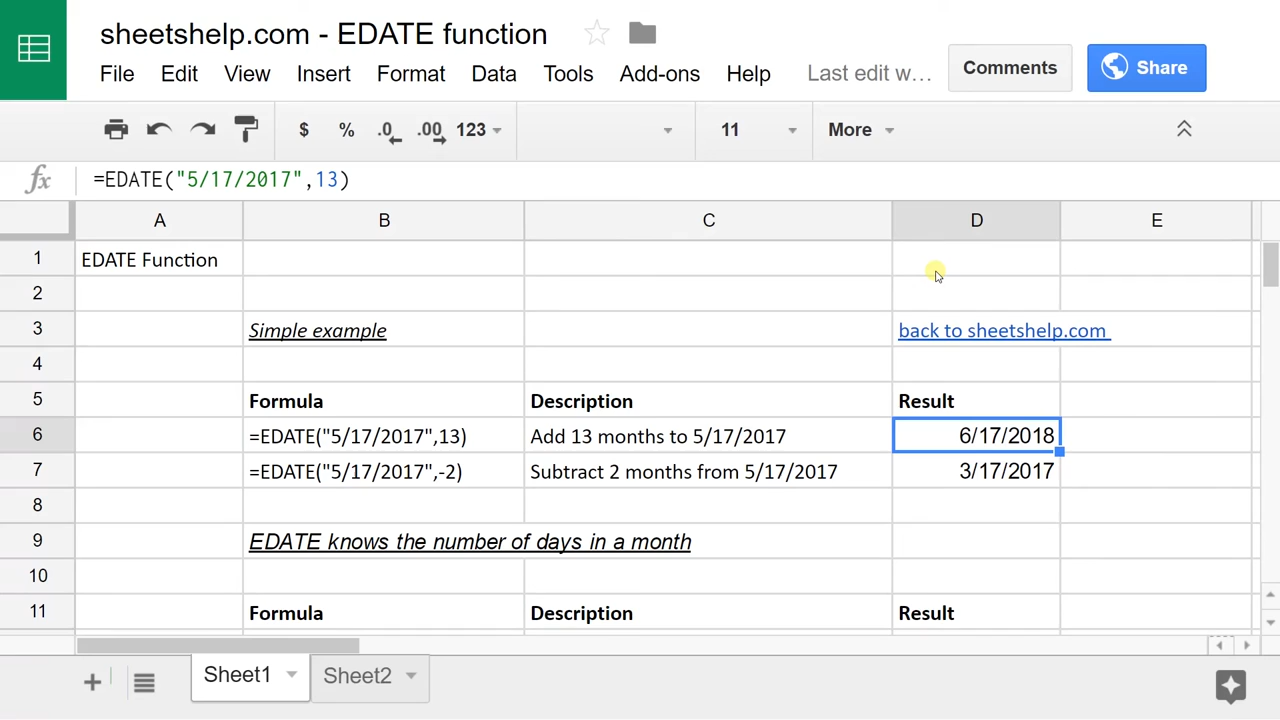 sheetshelp.com - EDATE function
File Edit View Insert Format Data Tools Add-ons Help Last edit w... Comments Share
$ % .0 .00 123 11 More
fx =EDATE("5/17/2017",13)
A B C D E
1 EDATE Function
2
3 Simple example back to sheetshelp.com
4
5 Formula Description Result
6 =EDATE("5/17/2017",13) Add 13 months to 5/17/2017 6/17/2018
7 =EDATE("5/17/2017",-2) Subtract 2 months from 5/17/2017 3/17/2017
8
9 EDATE knows the number of days in a month
10
11 Formula Description Result
Sheet1 Sheet2